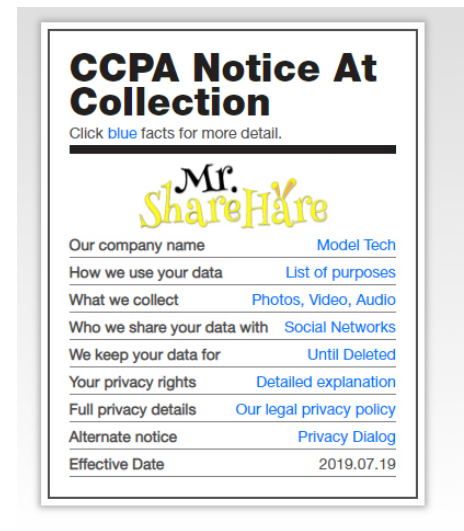 CCPA Notice At
Collection
Click blue facts for more detail.
Mr.
ShareHare
Our company name Model Tech
How we use your data List of purposes
What we collect Photos, Video, Audio
Who we share your data with Social Networks
We keep your data for Until Deleted
Your privacy rights Detailed explanation
Full privacy details Our legal privacy policy
Alternate notice Privacy Dialog
Effective Date 2019.07.19